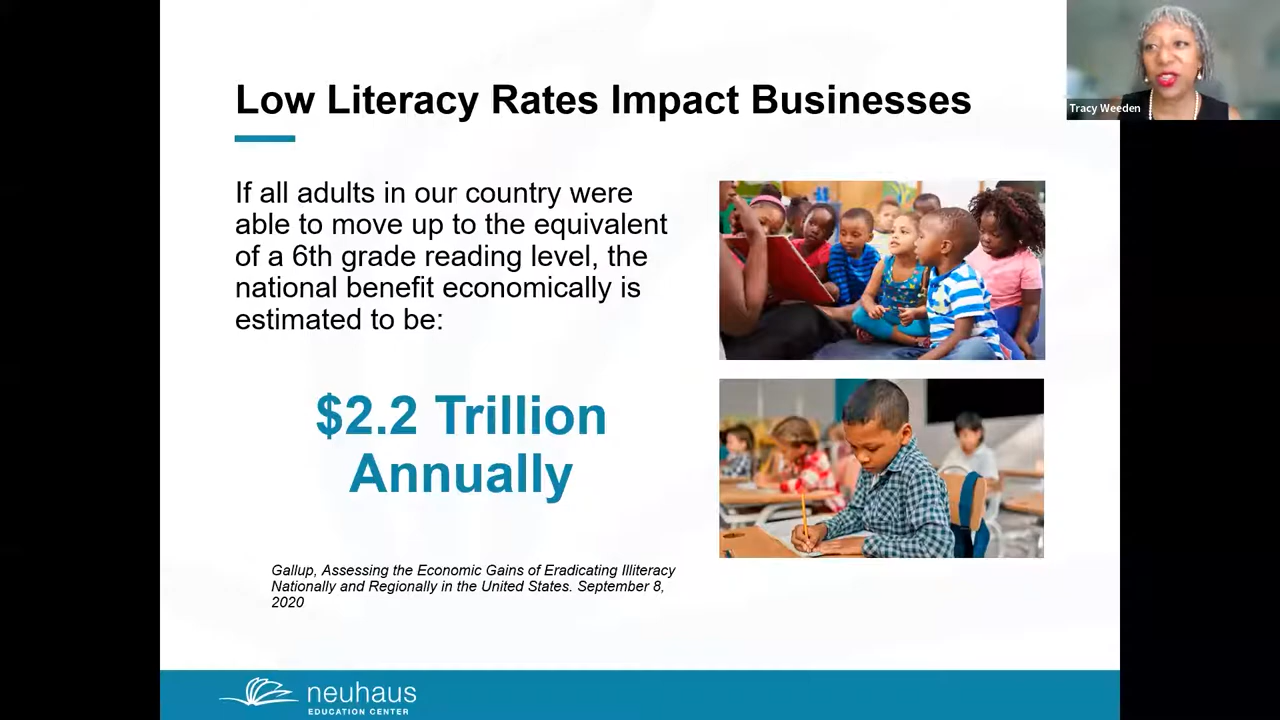 Low Literacy Rates Impact Businesses
Tracy Weeden
If all adults in our country were
able to move up to the equivalent
of a 6th grade reading level, the
national benefit economically is
estimated to be:
$2.2 Trillion
Annually
Gallup, Assessing the Economic Gains of Eradicating Illiteracy
Nationally and Regionally in the United States. September 8,
2020
neuhaus
EDUCATION CENTER